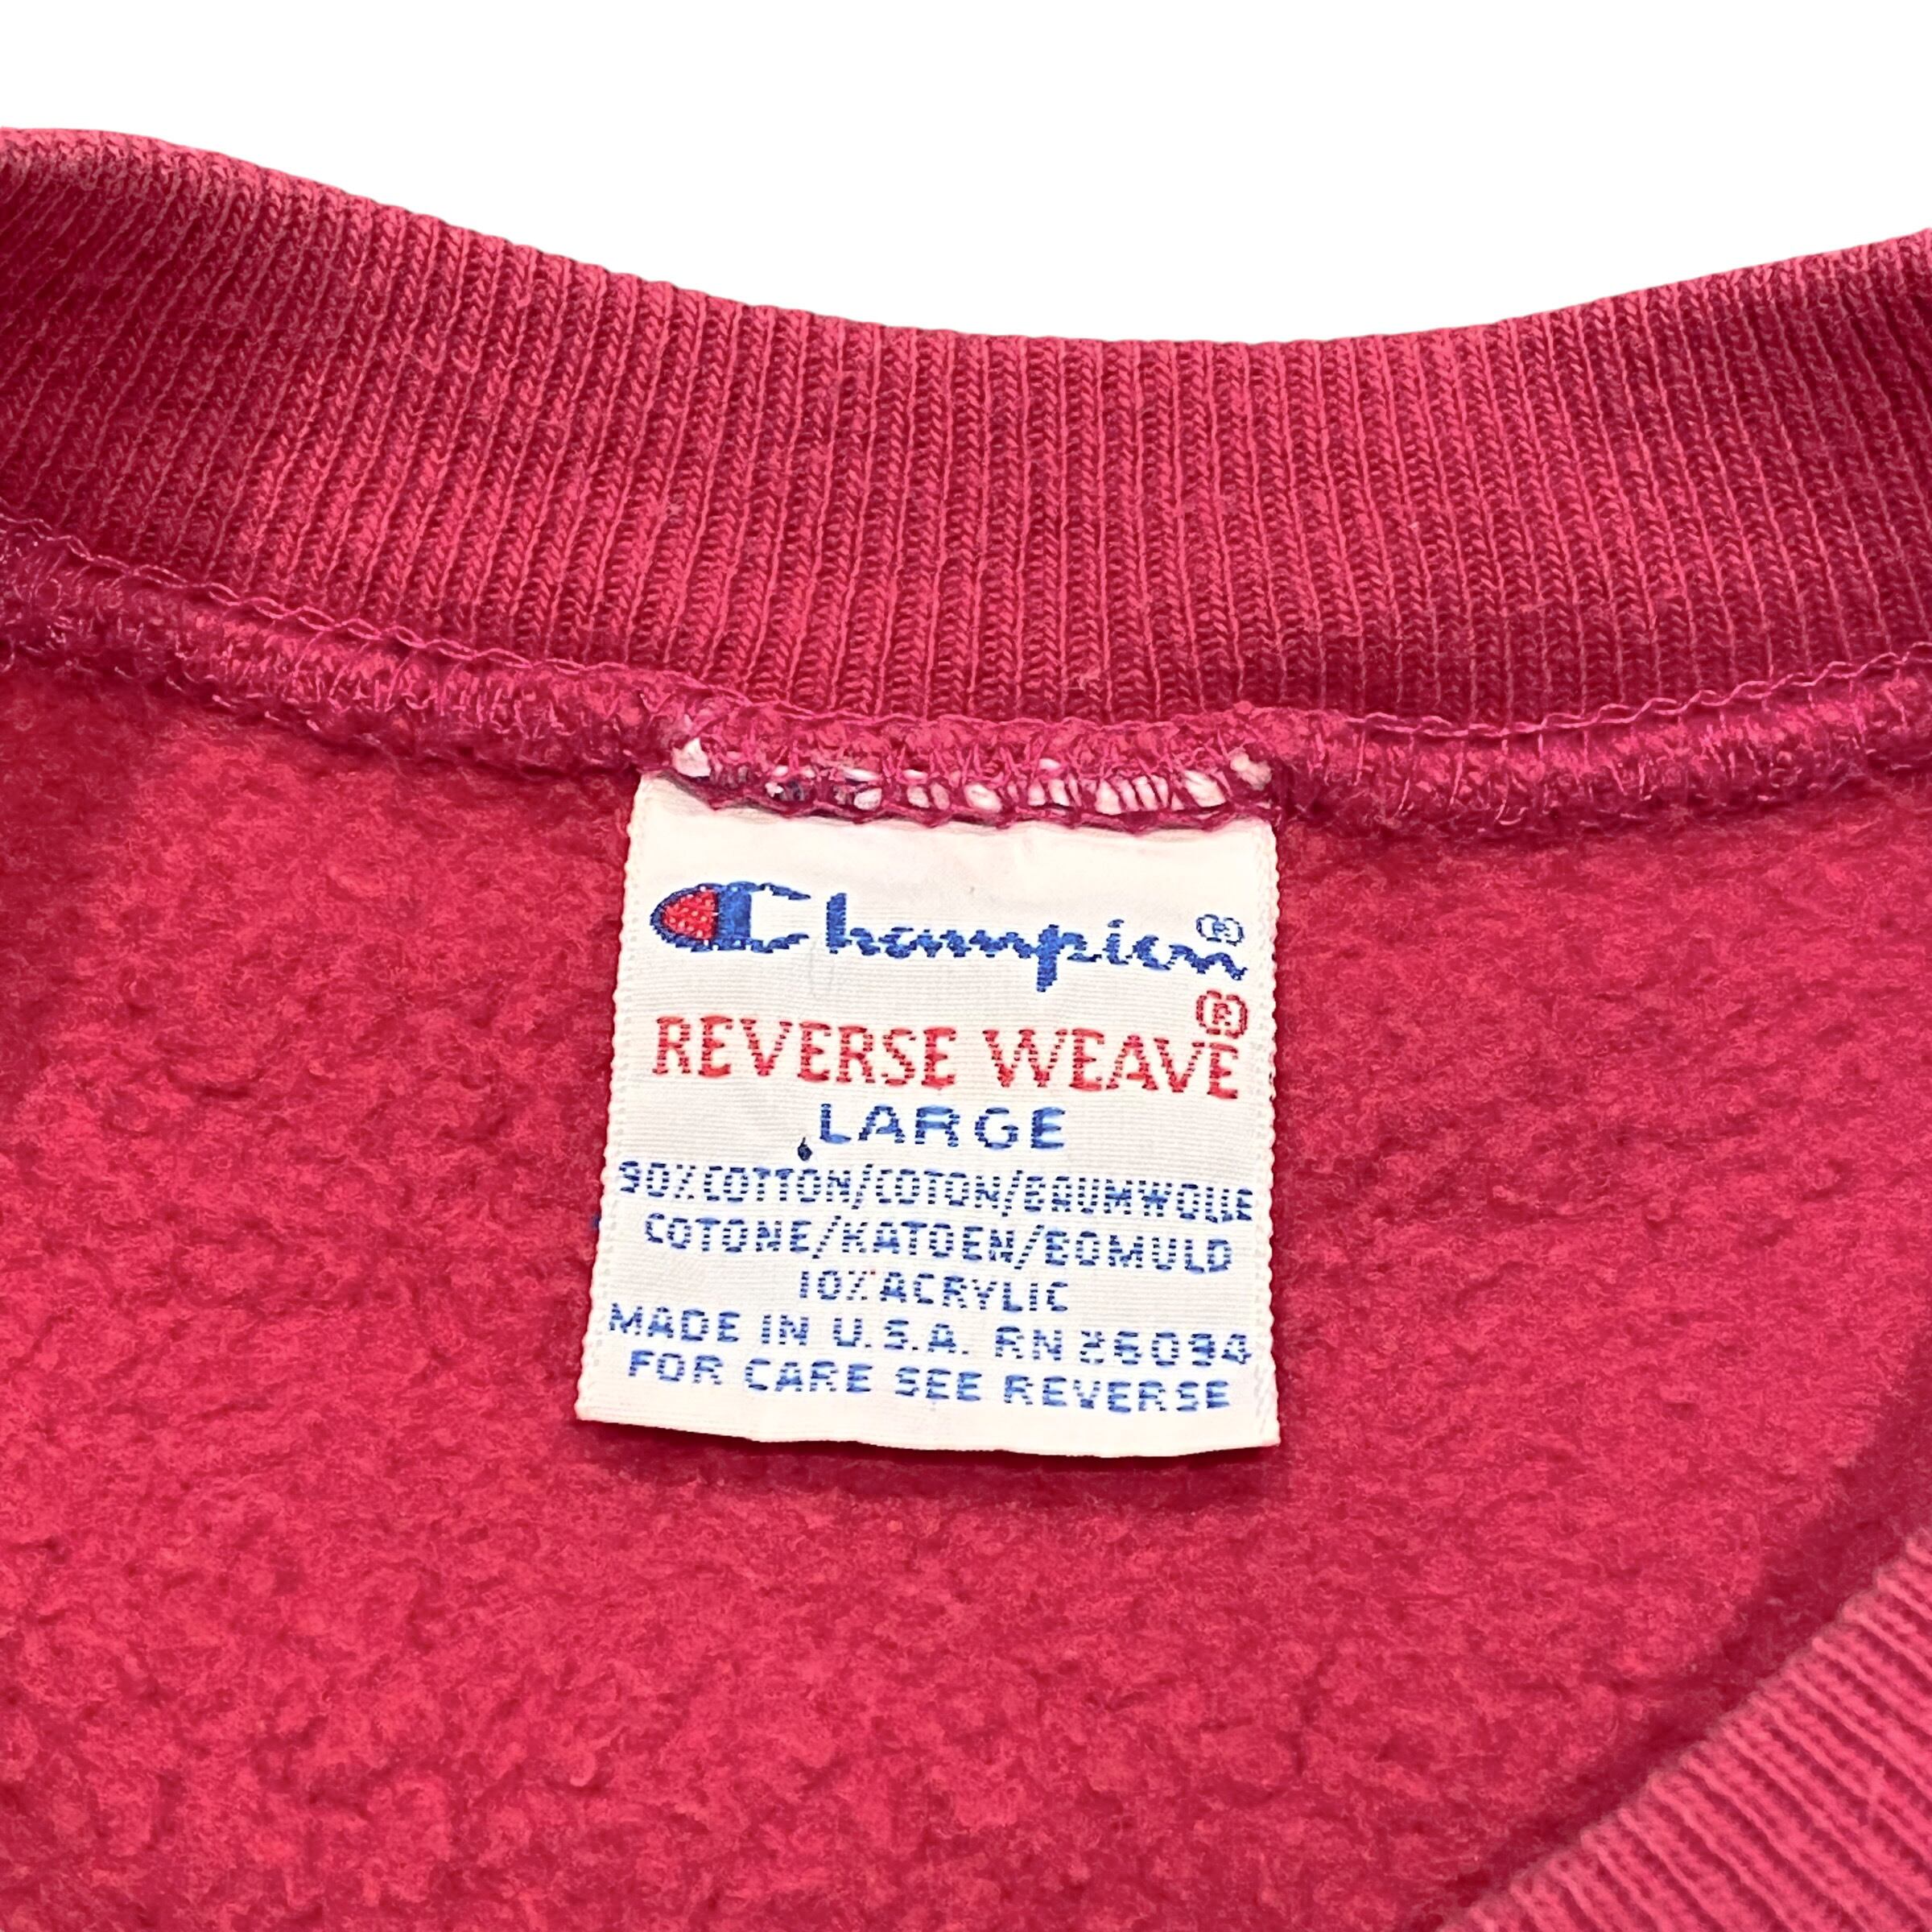 Champion®
REVERSE WEAVE®
LARGE
90% COTTON/COTON/BAUMWOLLE
COTONE/KATOEN/BOMULD
10% ACRYLIC
MADE IN U.S.A. RN 26094
FOR CARE SEE REVERSE